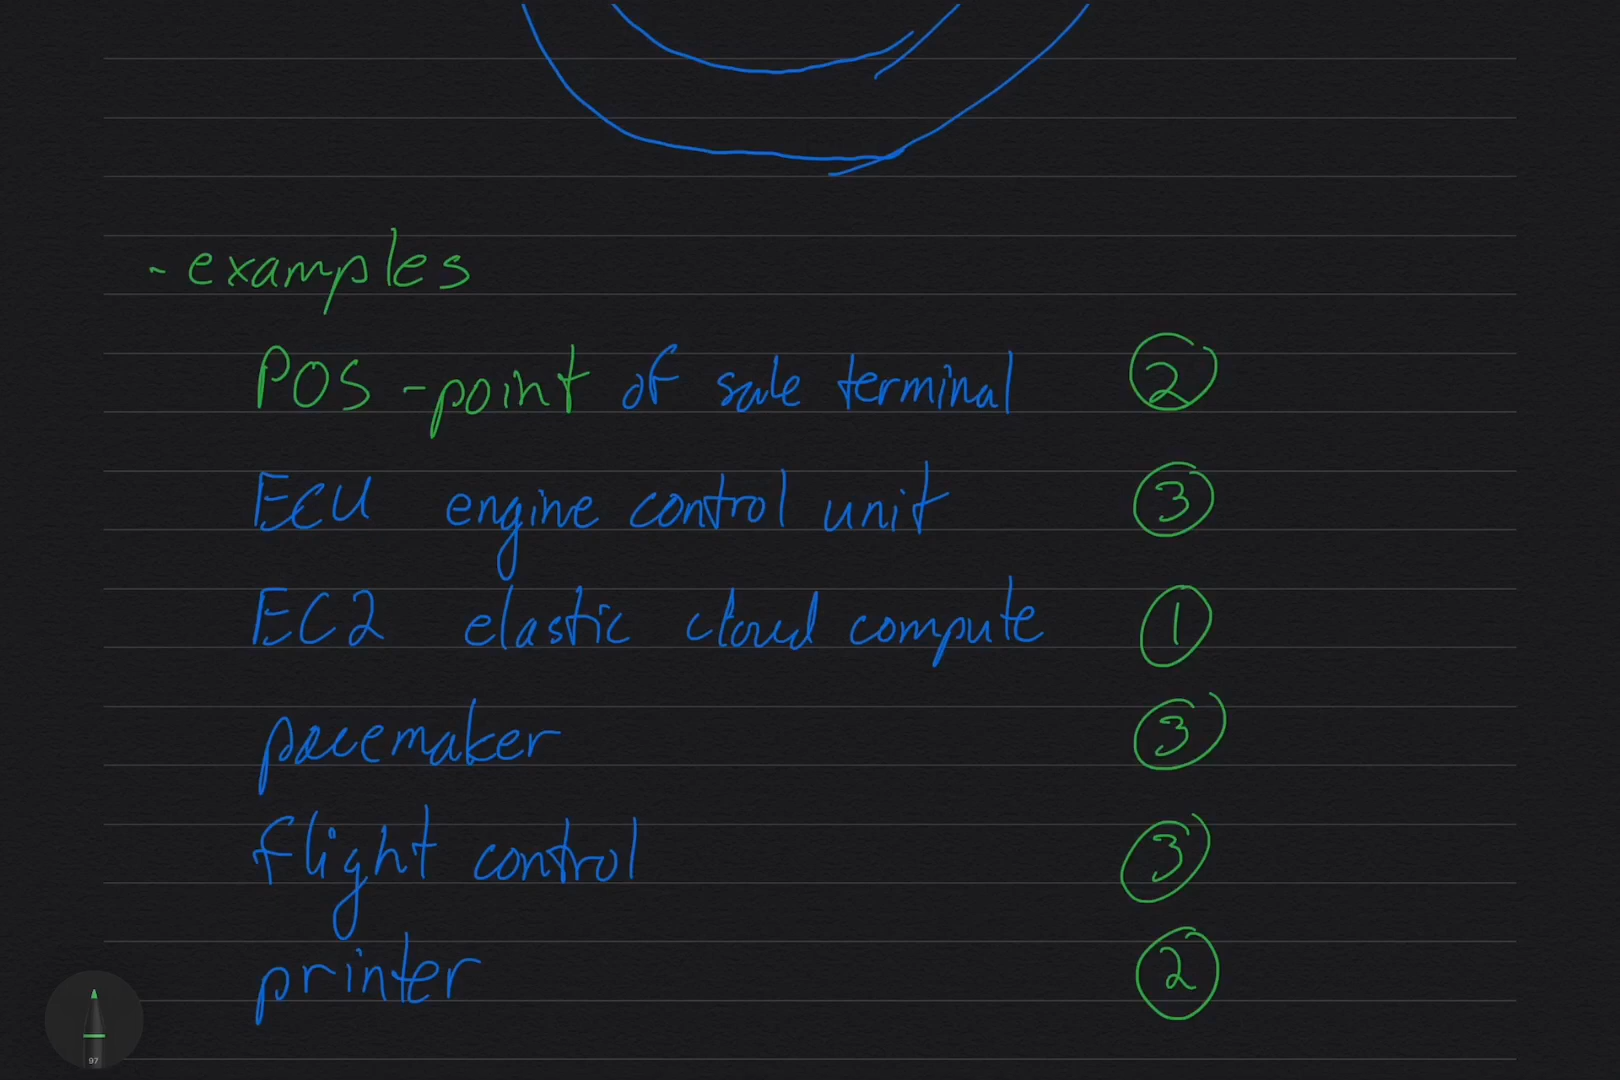 - examples
POS - point of sale terminal ②
ECU engine control unit ③
EC2 elastic cloud compute ①
pacemaker ③
flight control ③
printer ②
97